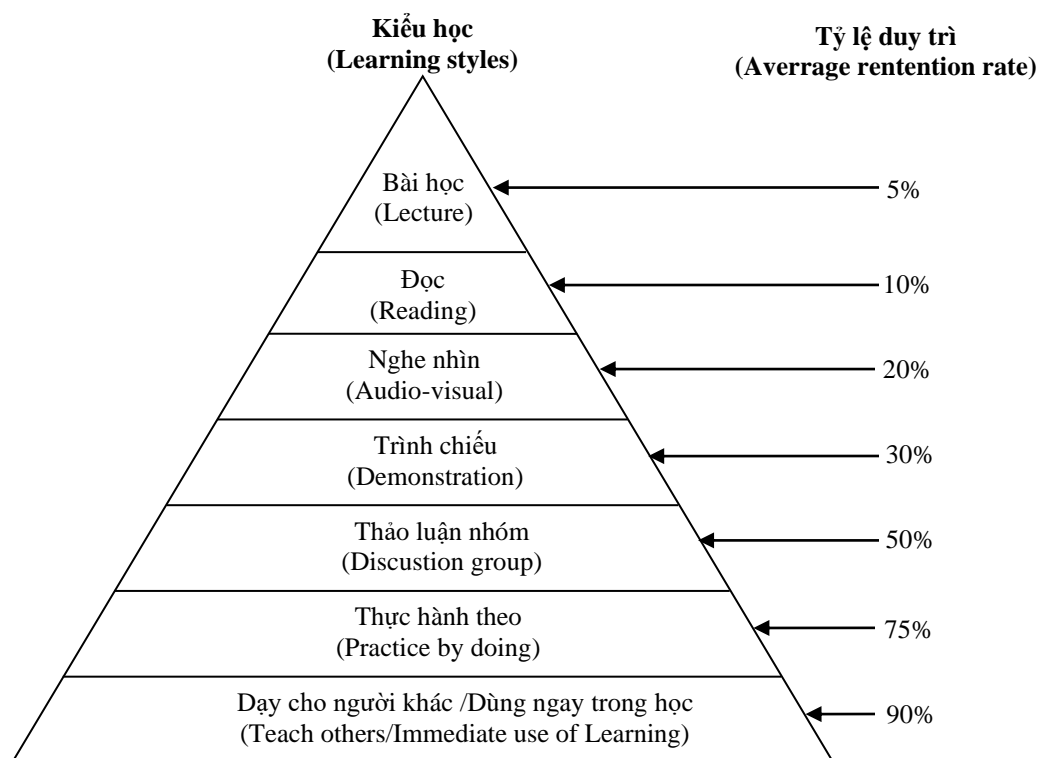 Kiểu học
(Learning styles)
Tỷ lệ duy trì
(Averrage rentention rate)
Bài học
(Lecture)
5%
Đọc
(Reading)
10%
Nghe nhìn
(Audio-visual)
20%
Trình chiếu
(Demonstration)
30%
Thảo luận nhóm
(Discustion group)
50%
Thực hành theo
(Practice by doing)
75%
Dạy cho người khác /Dùng ngay trong học
(Teach others/Immediate use of Learning)
90%